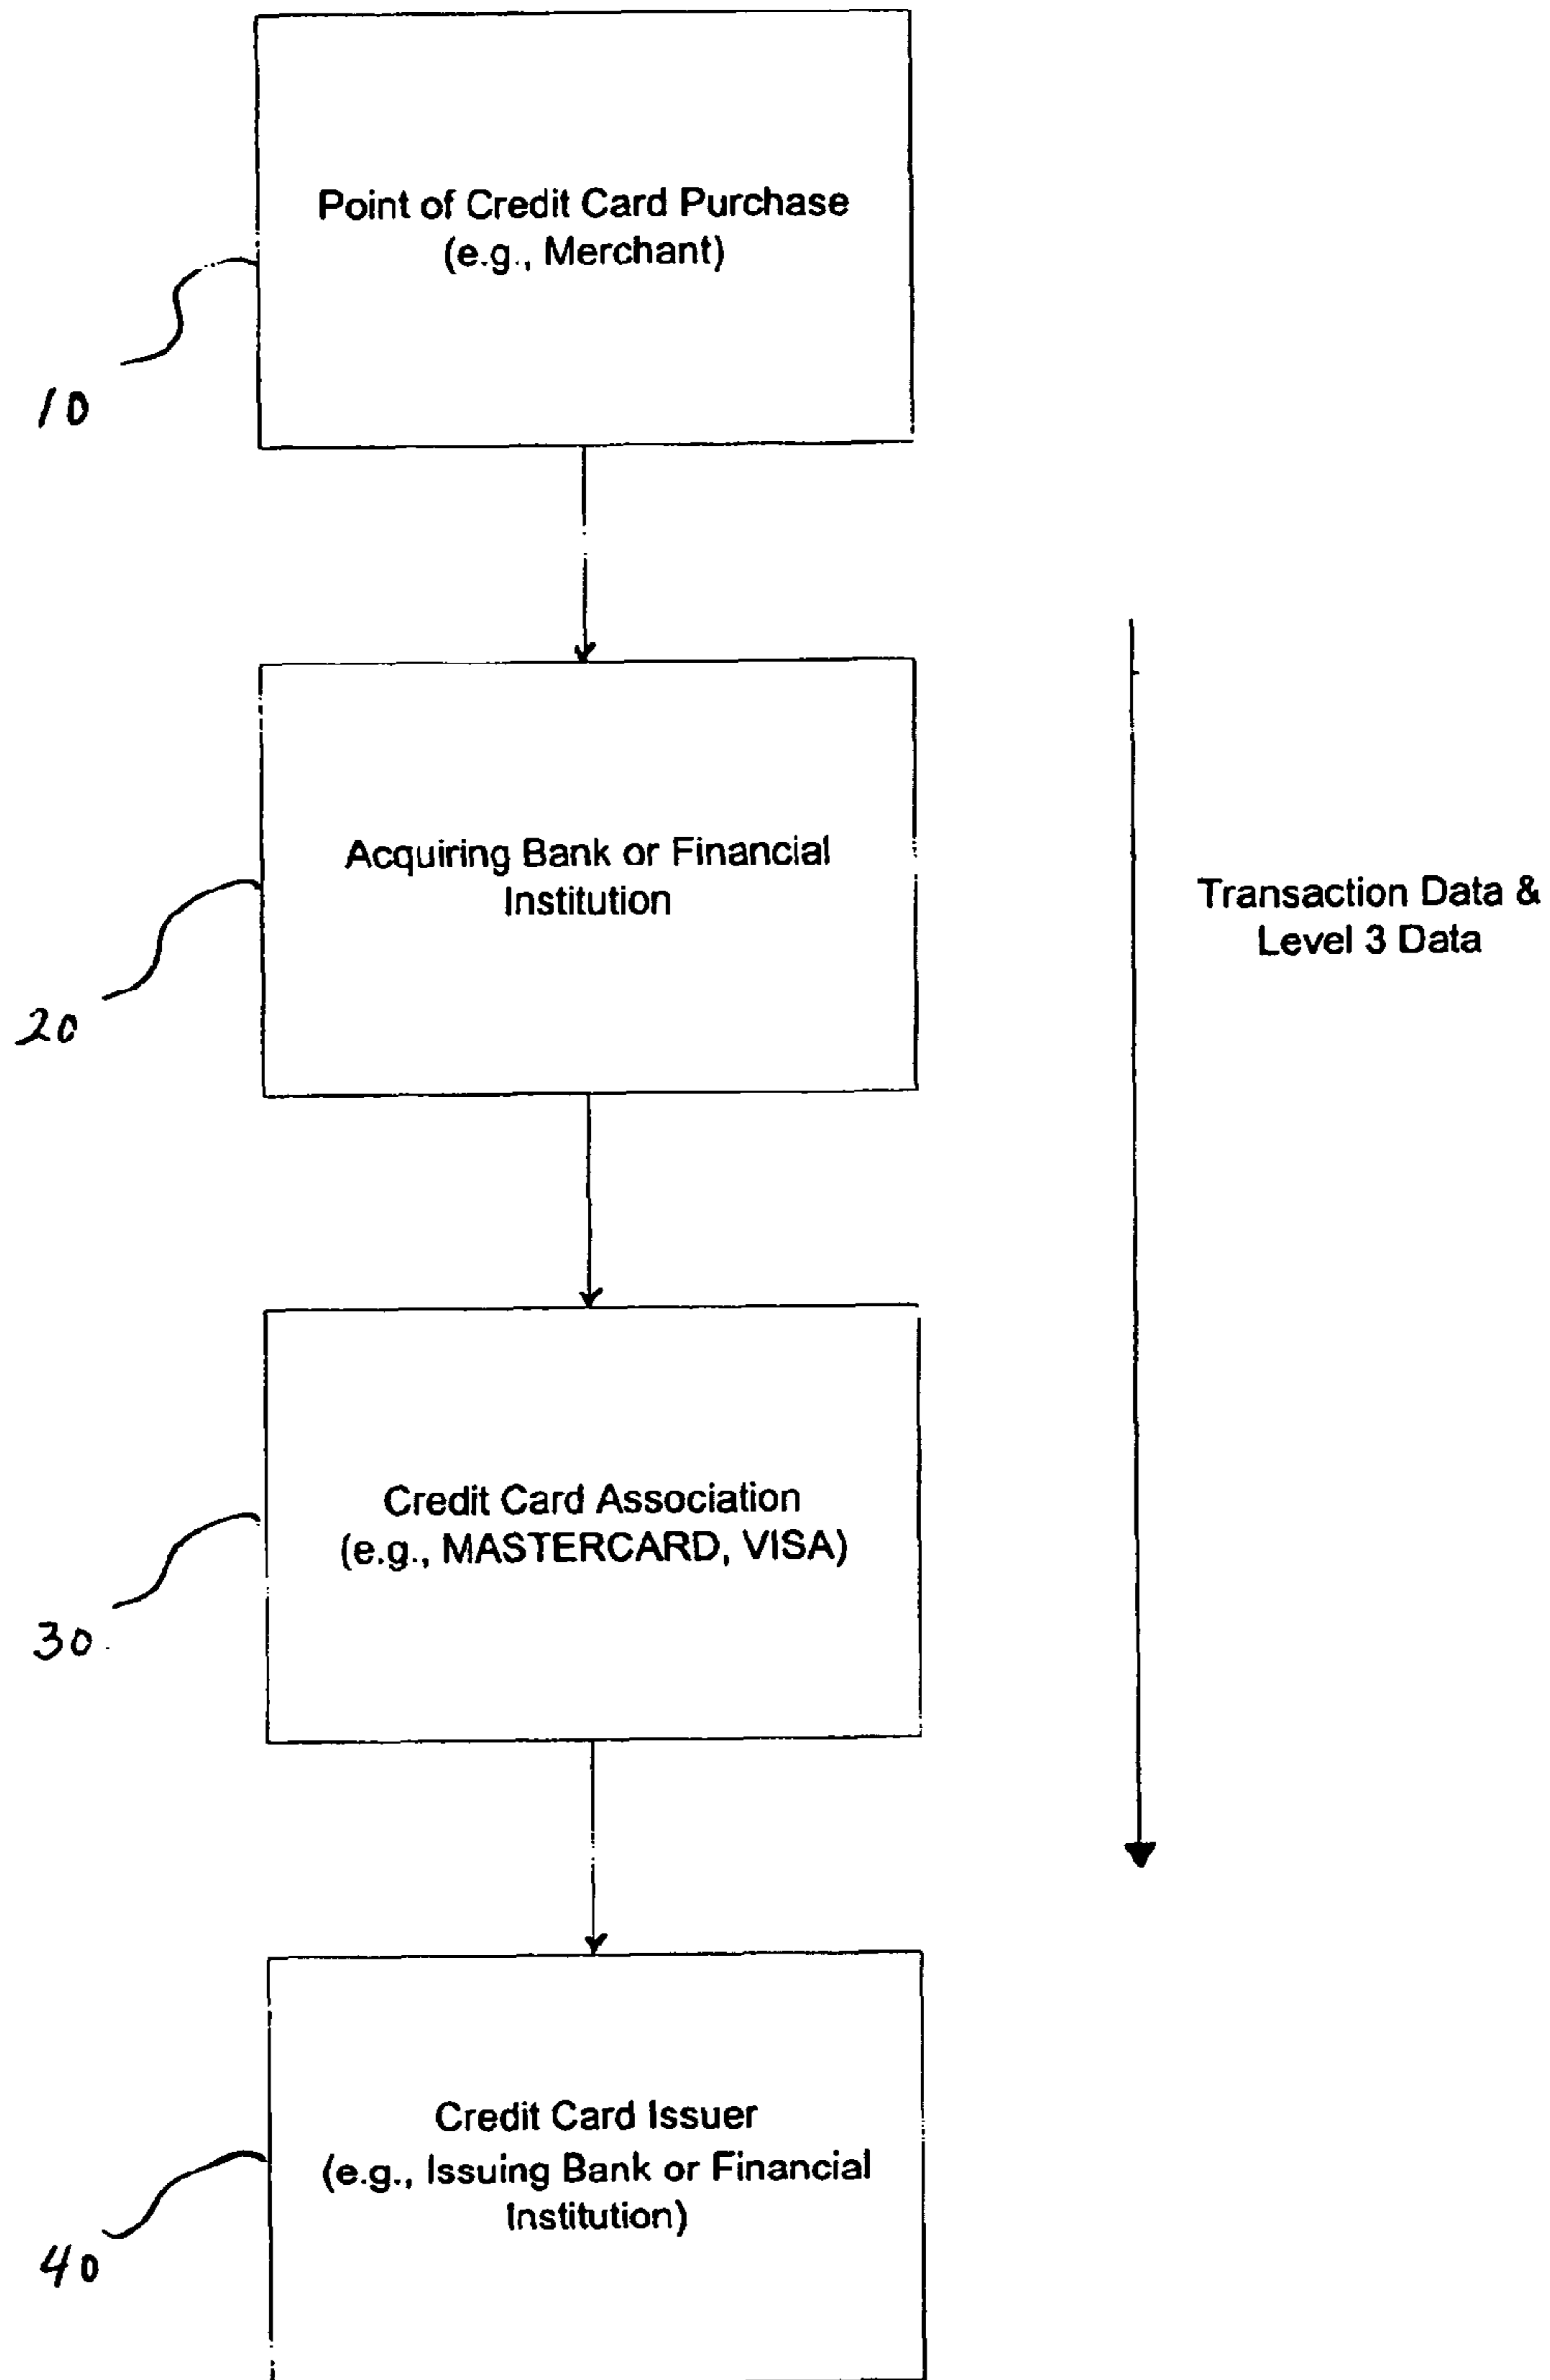 Point of Credit Card Purchase
(e.g., Merchant)
10
Acquiring Bank or Financial
Institution
20
Transaction Data &
Level 3 Data
Credit Card Association
(e.g., MASTERCARD, VISA)
30
Credit Card Issuer
(e.g., Issuing Bank or Financial
Institution)
40